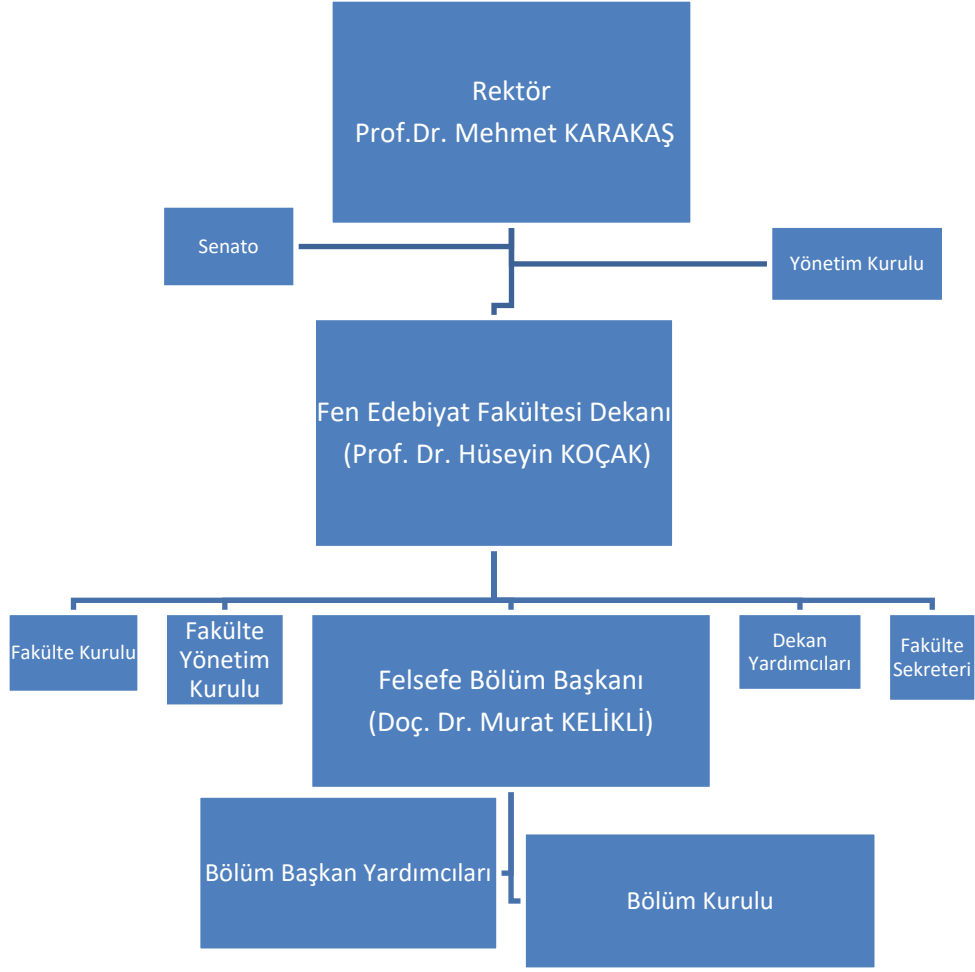 Rektör
Prof.Dr. Mehmet KARAKAŞ
Senato
Yönetim Kurulu
Fen Edebiyat Fakültesi Dekanı
(Prof. Dr. Hüseyin KOÇAK)
Fakülte Kurulu
Fakülte
Yönetim
Kurulu
Felsefe Bölüm Başkanı
(Doç. Dr. Murat KELİKLİ)
Dekan
Yardımcıları
Fakülte
Sekreteri
Bölüm Başkan Yardımcıları
Bölüm Kurulu